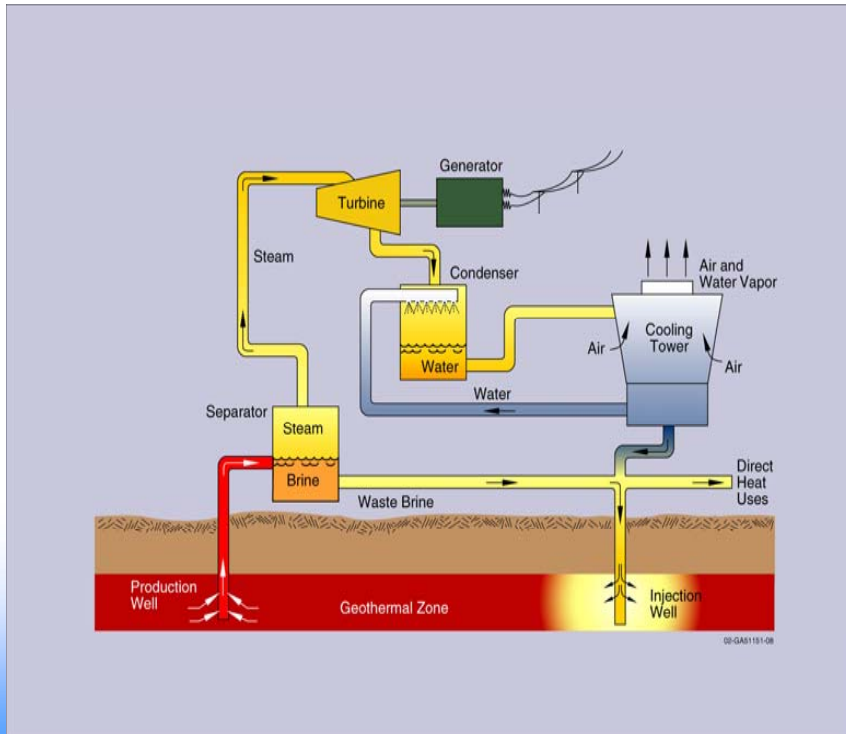 Generator
Turbine
Steam
Condenser
Air and
Water Vapor
Cooling
Tower
Air
Air
Water
Water
Separator
Steam
Brine
Direct
Heat
Uses
Waste Brine
Production
Well
Geothermal Zone
Injection
Well
02-GA51151-08